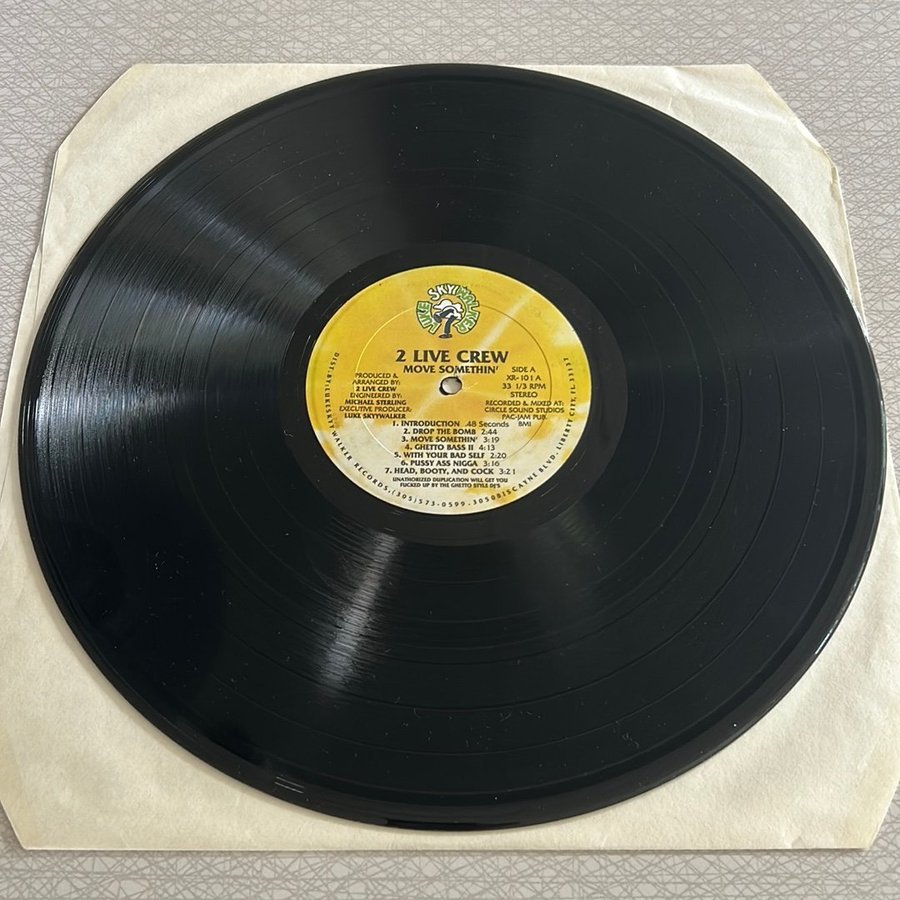 LUKE SKYYWALKER
2 LIVE CREW
MOVE SOMETHIN'
PRODUCED &
ARRANGED BY:
2 LIVE CREW
ENGINEERED BY:
MICHAEL STERLING
EXECUTIVE PRODUCER:
LUKE SKYYWALKER
SIDE A
XR-101 A
33 1/3 RPM
STEREO
RECORDED & MIXED AT:
CIRCLE SOUND STUDIOS
PAC-JAM PUB.
BMI
1. INTRODUCTION .48 Seconds
2. DROP THE BOMB 2:44
3. MOVE SOMETHIN' 3:19
4. GHETTO BASS II 4:13
5. WITH YOUR BAD SELF 2:20
6. PUSSY ASS NIGGA 3:16
7. HEAD, BOOTY, AND COCK 3:21
UNATHORIZED DUPLICATION WILL GET YOU
FUCKED UP BY THE GHETTO STYLE DJ'S
DIST. BY: LUKE SKYYWALKER RECORDS, (305) 573-0599 - 3050 BISCAYNE BLVD. LIBERTY CITY, FL. 33137